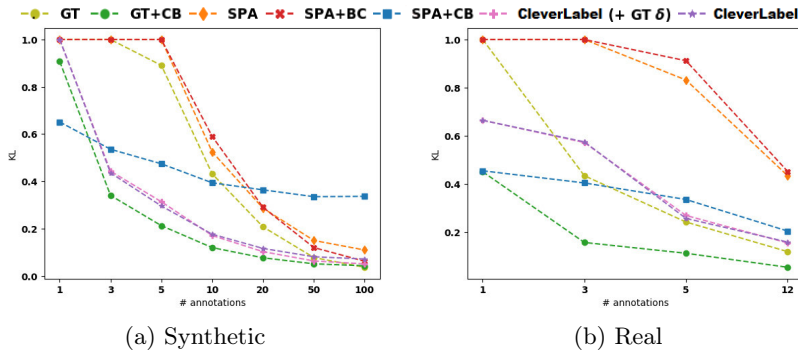 GT GT+CB SPA SPA+BC SPA+CB CleverLabel (+ GT δ) CleverLabel
1.0
0.8
0.6
0.4
0.2
0.0
KL
1 3 5 10 20 50 100
# annotations
(a) Synthetic
1.0
0.8
0.6
0.4
0.2
KL
1 3 5 12
# annotations
(b) Real